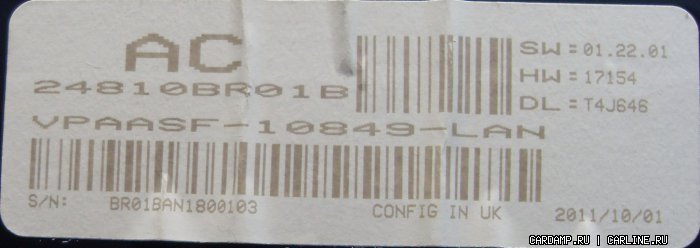 AC
24810BR01B
VPAASF-10849-LAN
SW = 01.22.01
HW = 17154
DL = T4J646
S/N: BR01BAN1800103 CONFIG IN UK 2011/10/01
CARDAMP.RU | CARLINE.RU